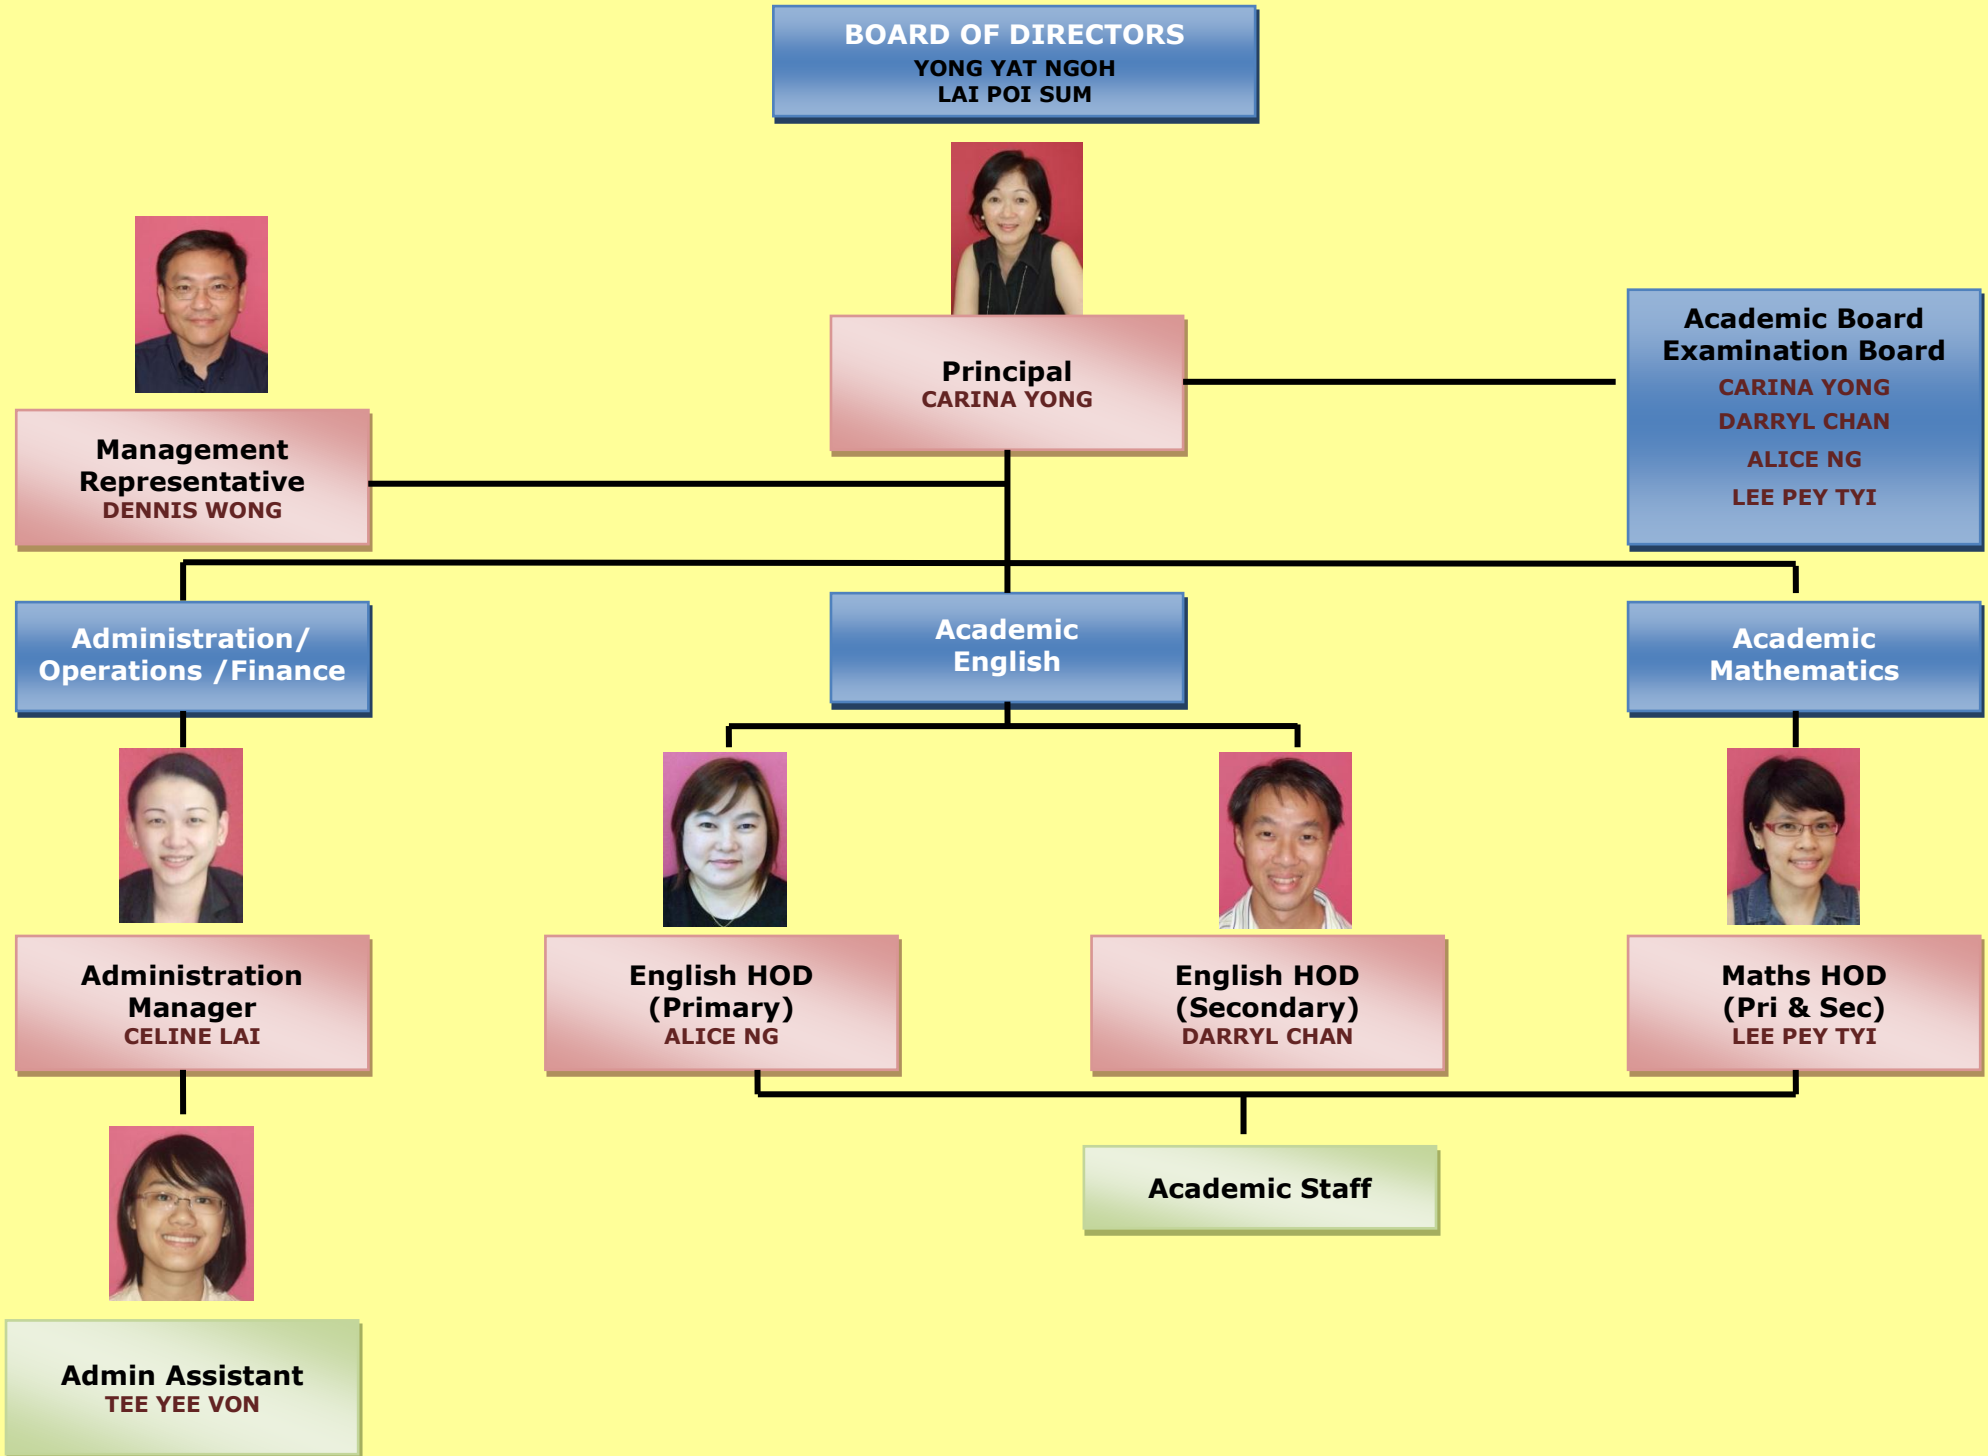 BOARD OF DIRECTORS
YONG YAT NGOH
LAI POI SUM
Principal
CARINA YONG
Academic Board
Examination Board
CARINA YONG
DARRYL CHAN
ALICE NG
LEE PEY TYI
Management
Representative
DENNIS WONG
Administration/
Operations /Finance
Academic
English
Academic
Mathematics
Administration
Manager
CELINE LAI
English HOD
(Primary)
ALICE NG
English HOD
(Secondary)
DARRYL CHAN
Maths HOD
(Pri & Sec)
LEE PEY TYI
Academic Staff
Admin Assistant
TEE YEE VON